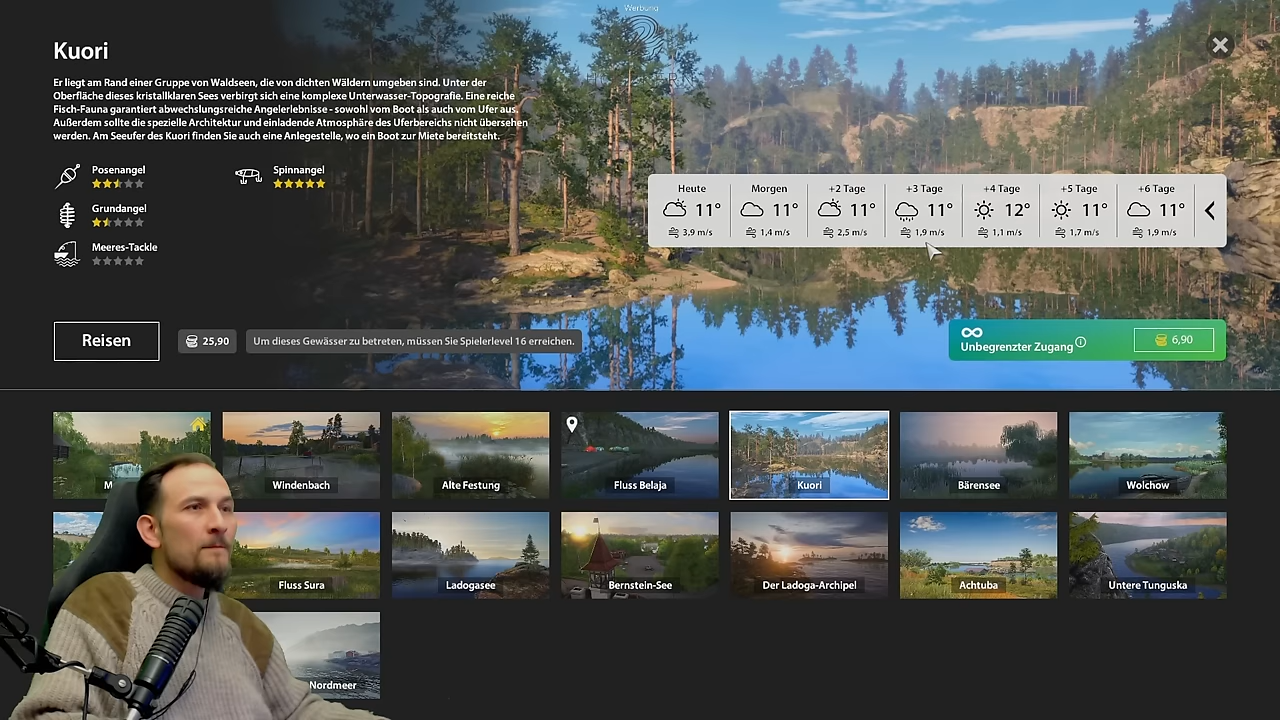 Werbung
Kuori
Er liegt am Rand einer Gruppe von Waldseen, die von dichten Wäldern umgeben sind. Unter der
Oberfläche dieses kristallklaren Sees verbirgt sich eine komplexe Unterwasser-Topografie. Eine reiche
Fisch-Fauna garantiert abwechslungsreiche Angelerlebnisse - sowohl vom Boot als auch vom Ufer aus.
Außerdem sollte die spezielle Architektur und einladende Atmosphäre des Uferbereichs nicht übersehen
werden. Am Seeufer des Kuori finden Sie auch eine Anlegestelle, wo ein Boot zur Miete bereitsteht.
Posenangel
Spinnangel
Grundangel
Meeres-Tackle
Heute Morgen +2 Tage +3 Tage +4 Tage +5 Tage +6 Tage
11° 11° 11° 11° 12° 11° 11°
3,9 m/s 1,4 m/s 2,5 m/s 1,9 m/s 1,1 m/s 1,7 m/s 1,9 m/s
Reisen
25,90
Um dieses Gewässer zu betreten, müssen Sie Spielerlevel 16 erreichen.
Unbegrenzter Zugang
6,90
Windenbach
Alte Festung
Fluss Belaja
Kuori
Bärensee
Wolchow
Fluss Sura
Ladogasee
Bernstein-See
Der Ladoga-Archipel
Achtuba
Untere Tunguska
Nordmeer